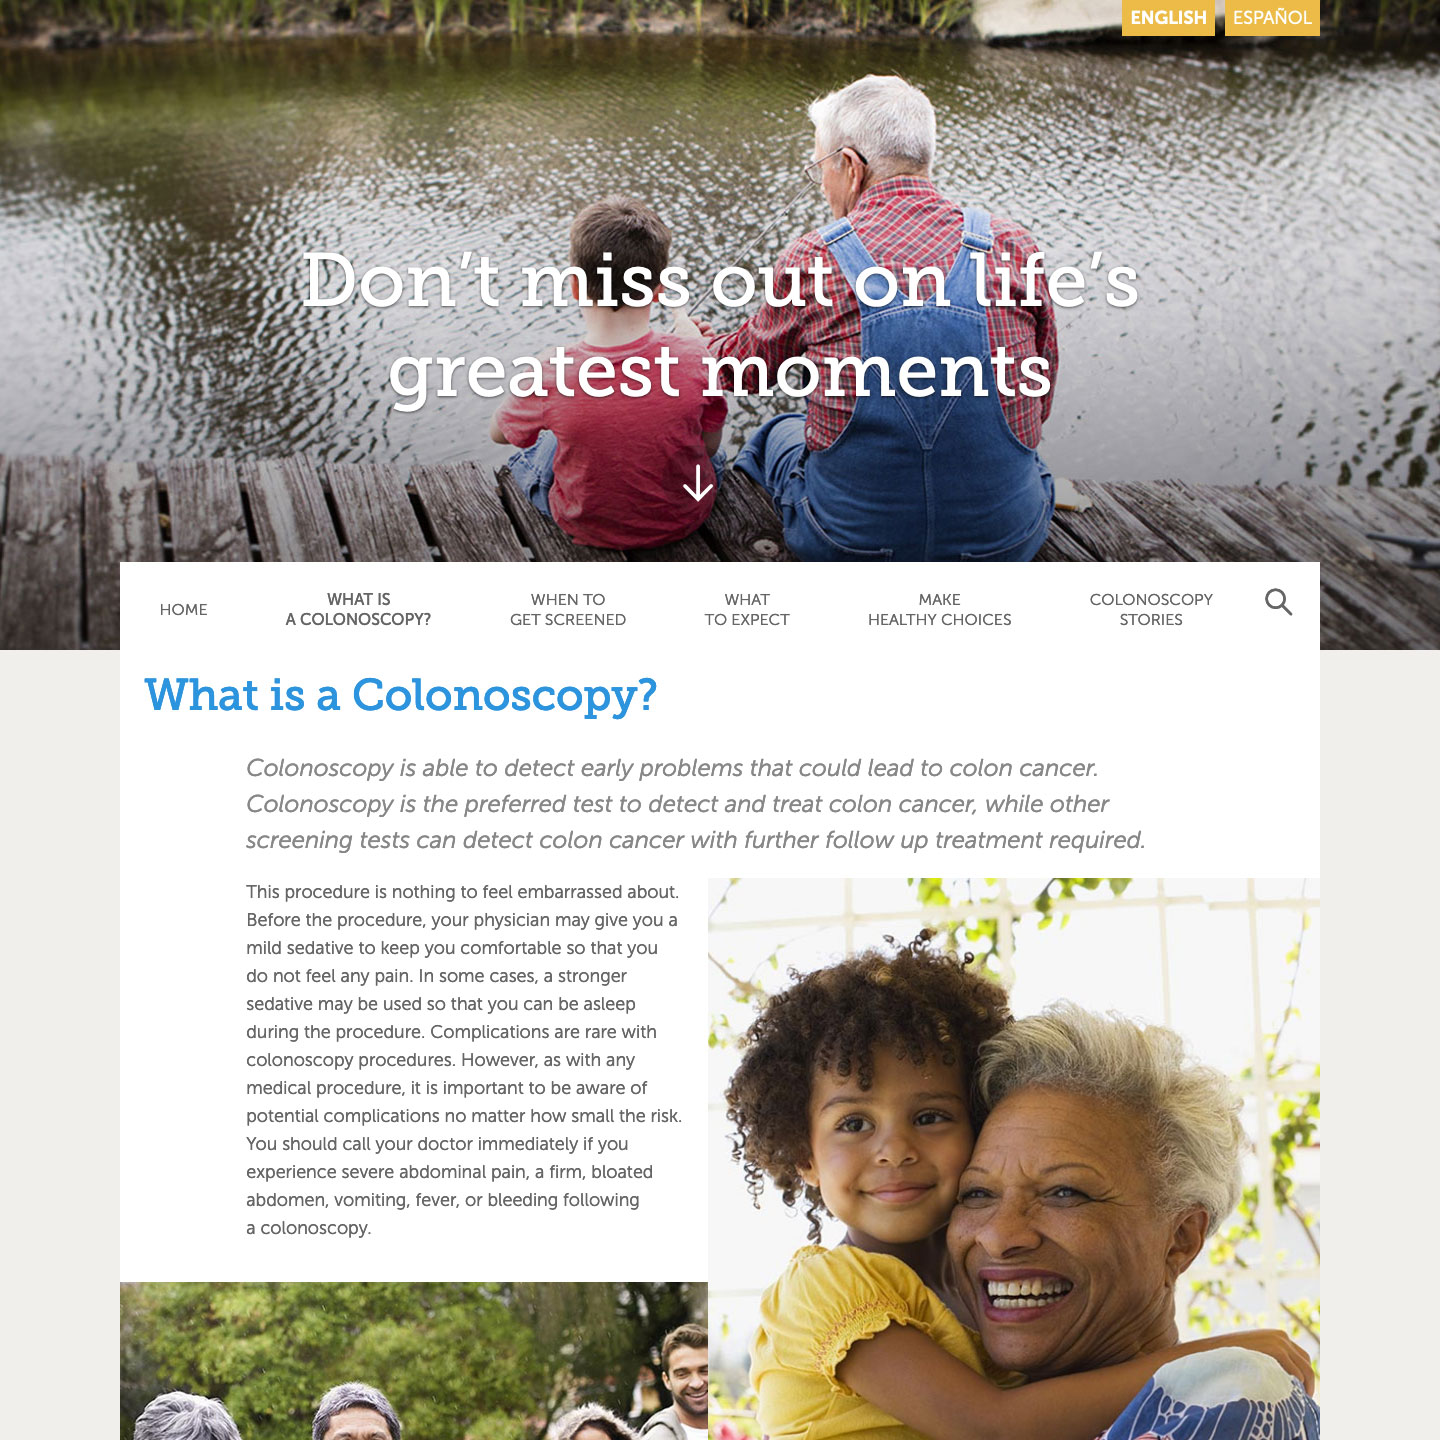 ENGLISH ESPAÑOL
Don't miss out on life's
greatest moments
HOME
WHAT IS
A COLONOSCOPY?
WHEN TO
GET SCREENED
WHAT
TO EXPECT
MAKE
HEALTHY CHOICES
COLONOSCOPY
STORIES
What is a Colonoscopy?
Colonoscopy is able to detect early problems that could lead to colon cancer.
Colonoscopy is the preferred test to detect and treat colon cancer, while other
screening tests can detect colon cancer with further follow up treatment required.
This procedure is nothing to feel embarrassed about.
Before the procedure, your physician may give you a
mild sedative to keep you comfortable so that you
do not feel any pain. In some cases, a stronger
sedative may be used so that you can be asleep
during the procedure. Complications are rare with
colonoscopy procedures. However, as with any
medical procedure, it is important to be aware of
potential complications no matter how small the risk.
You should call your doctor immediately if you
experience severe abdominal pain, a firm, bloated
abdomen, vomiting, fever, or bleeding following
a colonoscopy.